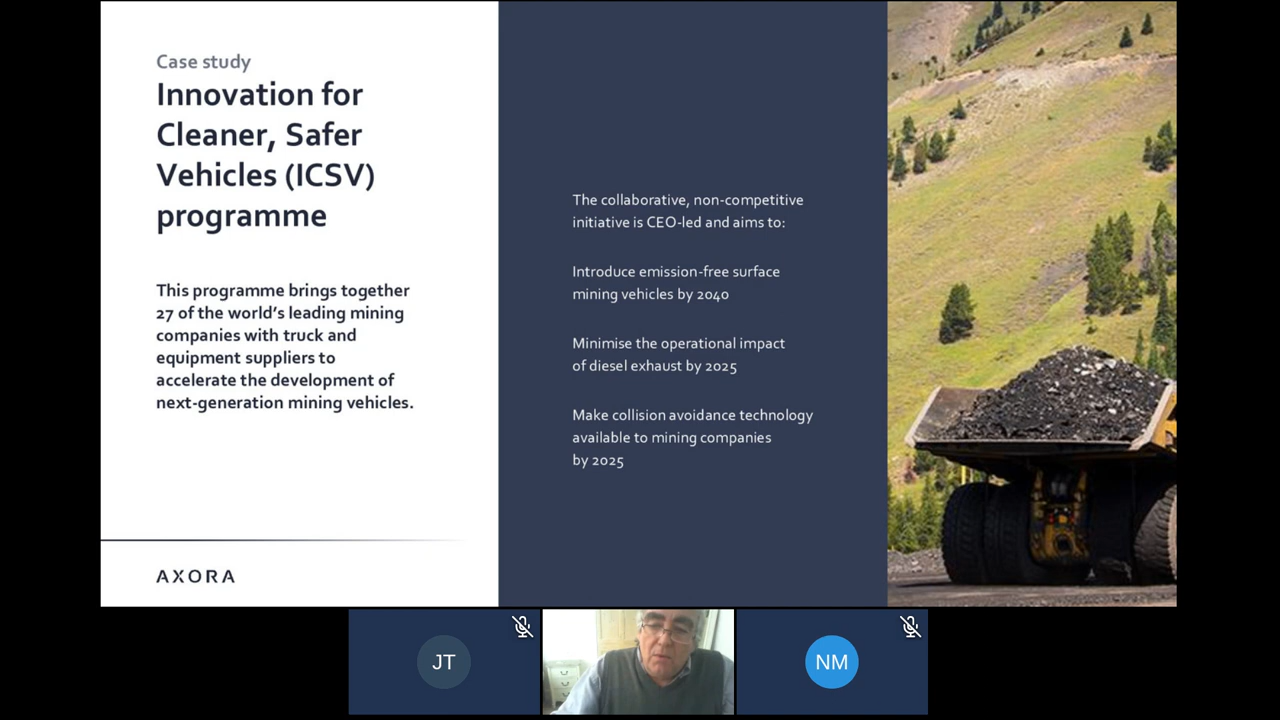 Case study
Innovation for
Cleaner, Safer
Vehicles (ICSV)
programme
This programme brings together
27 of the world’s leading mining
companies with truck and
equipment suppliers to
accelerate the development of
next-generation mining vehicles.
AXORA
The collaborative, non-competitive
initiative is CEO-led and aims to:
Introduce emission-free surface
mining vehicles by 2040
Minimise the operational impact
of diesel exhaust by 2025
Make collision avoidance technology
available to mining companies
by 2025
JT
NM